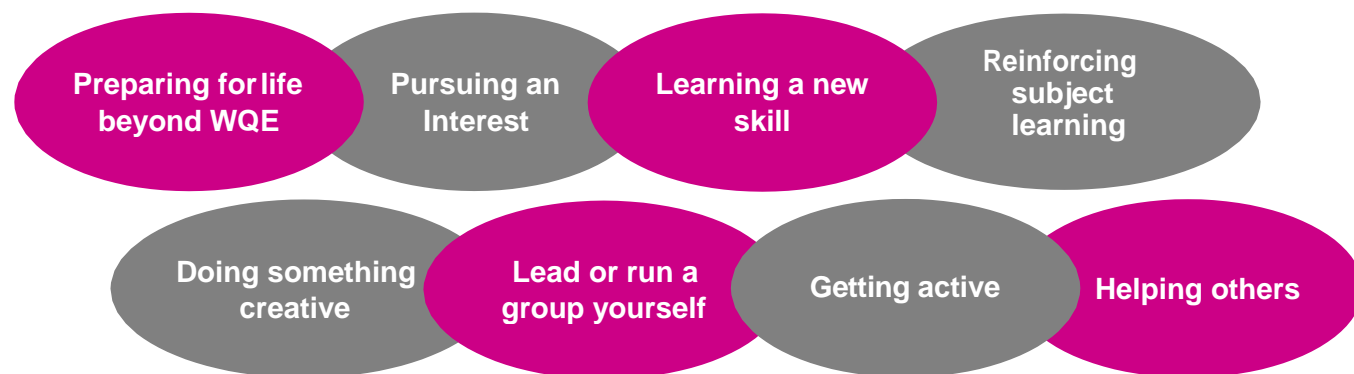 Preparing for life
beyond WQE
Pursuing an
Interest
Learning a new
skill
Reinforcing
subject
learning
Doing something
creative
Lead or run a
group yourself
Getting active
Helping others